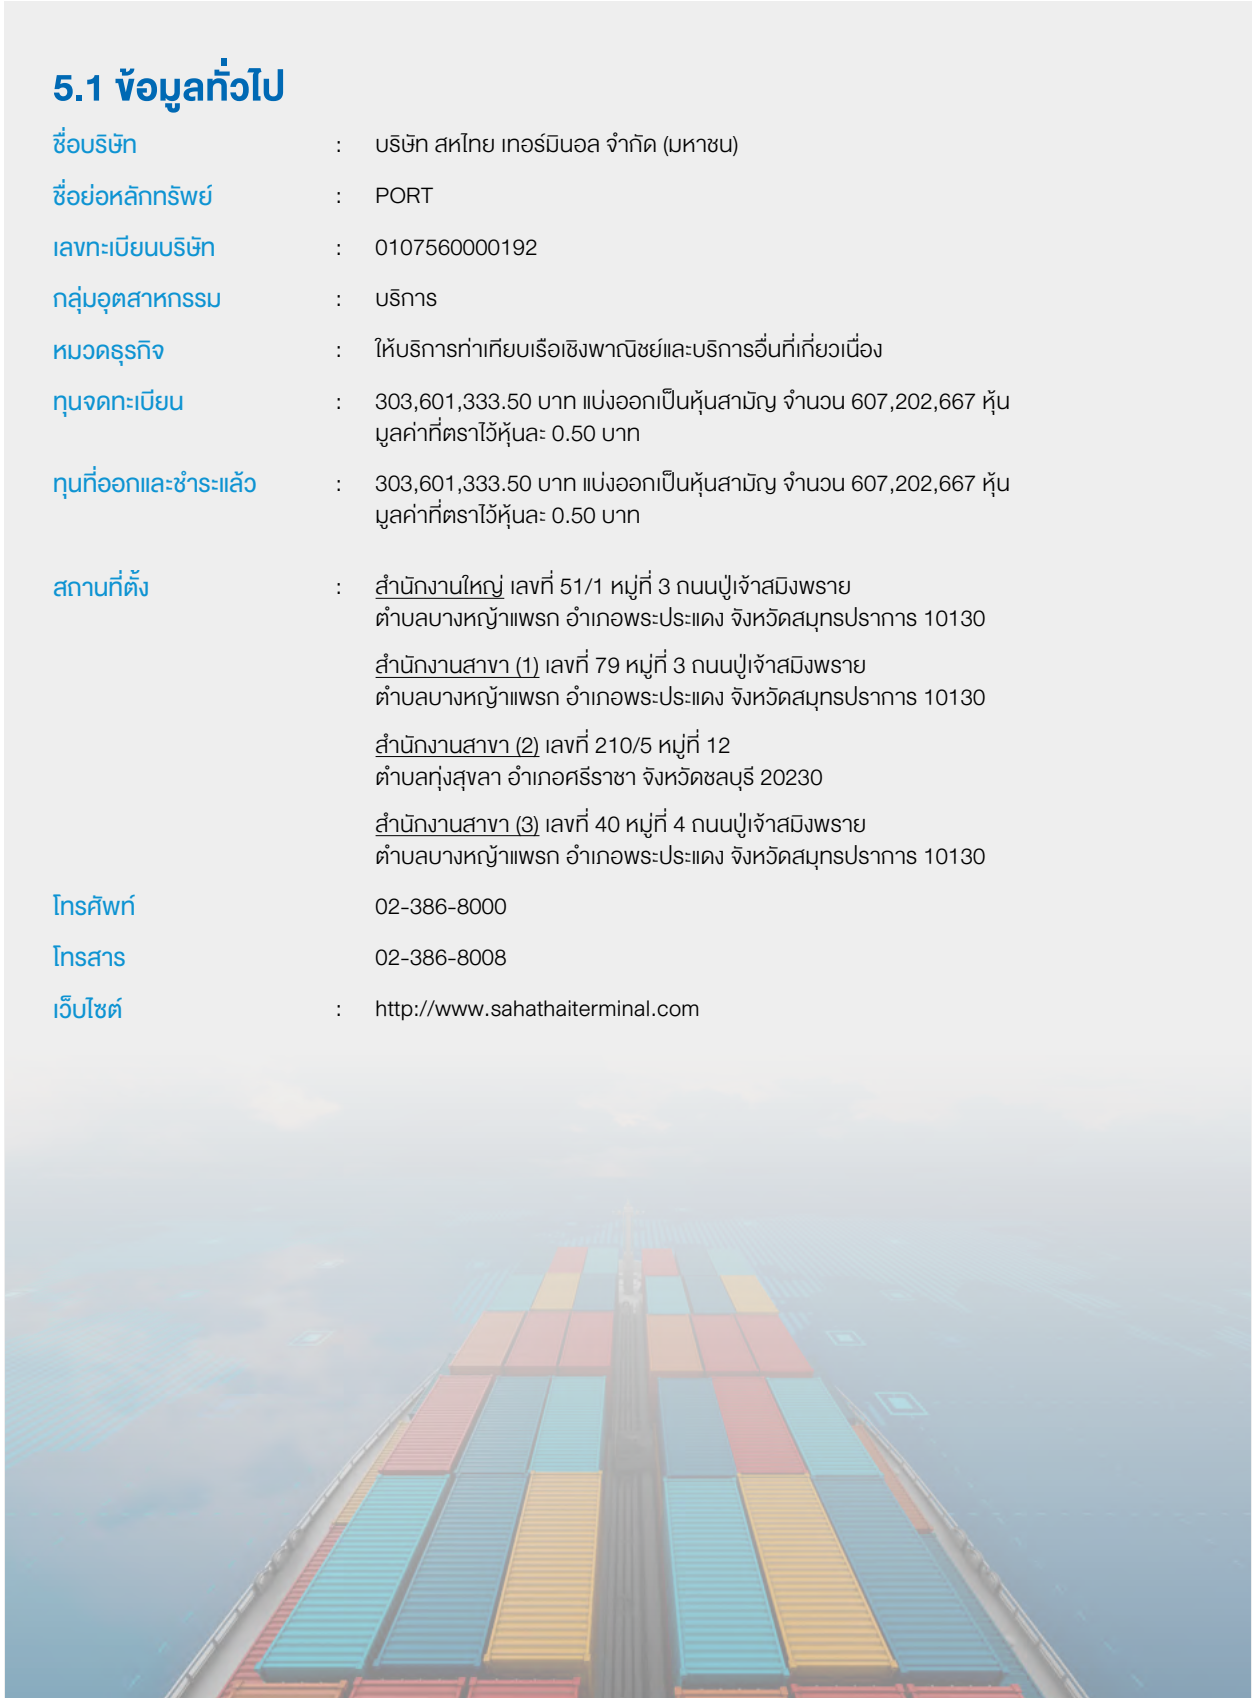 5.1 ข้อมูลทั่วไป
ชื่อบริษัท : บริษัท สหไทย เทอร์มินอล จำกัด (มหาชน)
ชื่อย่อหลักทรัพย์ : PORT
เลขทะเบียนบริษัท : 0107560000192
กลุ่มอุตสาหกรรม : บริการ
หมวดธุรกิจ : ให้บริการท่าเทียบเรือเชิงพาณิชย์และบริการอื่นที่เกี่ยวเนื่อง
ทุนจดทะเบียน : 303,601,333.50 บาท แบ่งออกเป็นหุ้นสามัญ จำนวน 607,202,667 หุ้น
มูลค่าที่ตราไว้หุ้นละ 0.50 บาท
ทุนที่ออกและชำระแล้ว : 303,601,333.50 บาท แบ่งออกเป็นหุ้นสามัญ จำนวน 607,202,667 หุ้น
มูลค่าที่ตราไว้หุ้นละ 0.50 บาท
สถานที่ตั้ง : สำนักงานใหญ่ เลขที่ 51/1 หมู่ที่ 3 ถนนปู่เจ้าสมิงพราย
ตำบลบางหญ้าแพรก อำเภอพระประแดง จังหวัดสมุทรปราการ 10130
สำนักงานสาขา (1) เลขที่ 79 หมู่ที่ 3 ถนนปู่เจ้าสมิงพราย
ตำบลบางหญ้าแพรก อำเภอพระประแดง จังหวัดสมุทรปราการ 10130
สำนักงานสาขา (2) เลขที่ 210/5 หมู่ที่ 12
ตำบลทุ่งสุขลา อำเภอศรีราชา จังหวัดชลบุรี 20230
สำนักงานสาขา (3) เลขที่ 40 หมู่ที่ 4 ถนนปู่เจ้าสมิงพราย
ตำบลบางหญ้าแพรก อำเภอพระประแดง จังหวัดสมุทรปราการ 10130
โทรศัพท์ 02-386-8000
โทรสาร 02-386-8008
เว็บไซต์ : http://www.sahathaiterminal.com